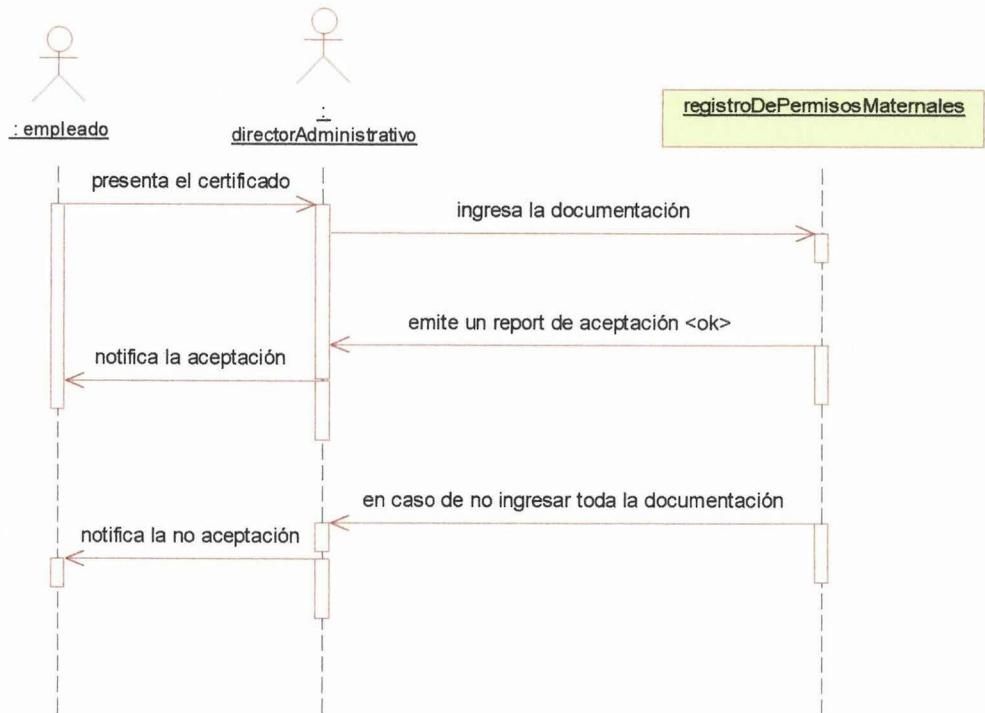 : empleado
:
directorAdministrativo
registroDePermisosMaternales
presenta el certificado
ingresa la documentación
emite un report de aceptación <ok>
notifica la aceptación
en caso de no ingresar toda la documentación
notifica la no aceptación